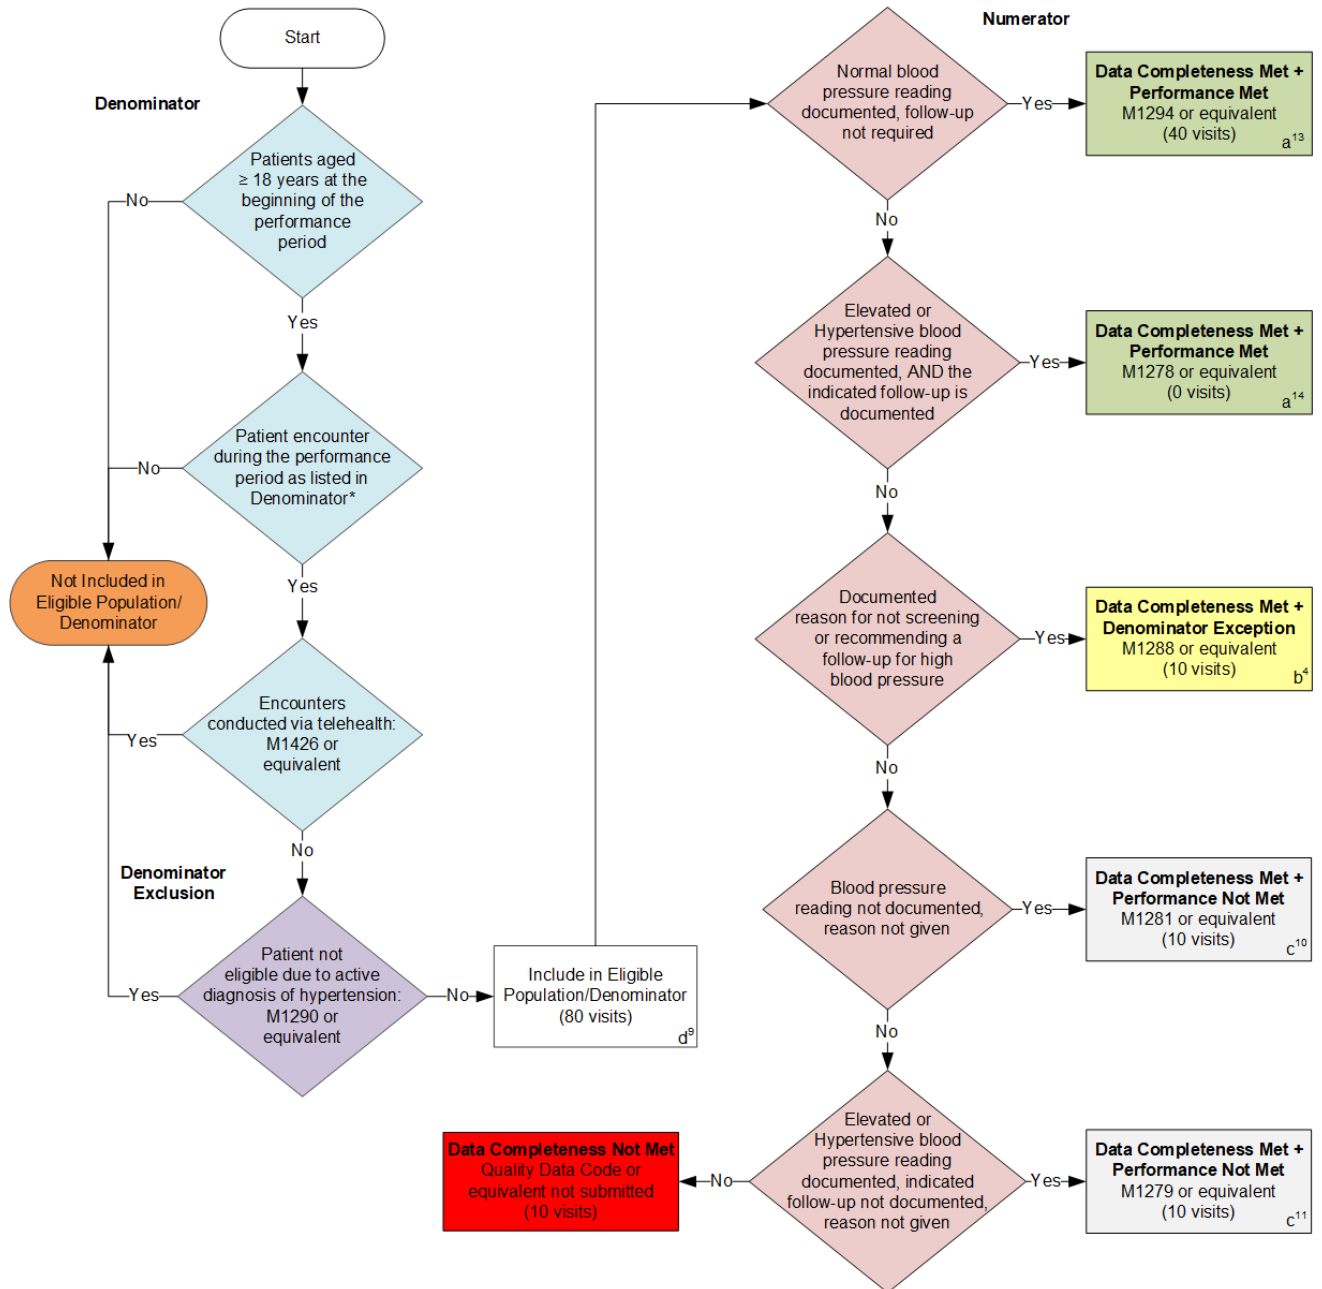 Start
Denominator
Patients aged
≥ 18 years at the
beginning of the
performance
period
No
Yes
Patient encounter
during the performance
period as listed in
Denominator*
No
Yes
Not Included in
Eligible Population/
Denominator
Encounters
conducted via telehealth:
M1426 or
equivalent
Yes
No
Denominator
Exclusion
Patient not
eligible due to active
diagnosis of hypertension:
M1290 or
equivalent
Yes
No
Include in Eligible
Population/Denominator
(80 visits)
d⁹
Numerator
Normal blood
pressure reading
documented, follow-up
not required
Yes
Data Completeness Met +
Performance Met
M1294 or equivalent
(40 visits)
a¹³
No
Elevated or
Hypertensive blood
pressure reading
documented, AND the
indicated follow-up is
documented
Yes
Data Completeness Met +
Performance Met
M1278 or equivalent
(0 visits)
a¹⁴
No
Documented
reason for not screening
or recommending a
follow-up for high
blood pressure
Yes
Data Completeness Met +
Denominator Exception
M1288 or equivalent
(10 visits)
b⁴
No
Blood pressure
reading not documented,
reason not given
Yes
Data Completeness Met +
Performance Not Met
M1281 or equivalent
(10 visits)
c¹⁰
No
Elevated or
Hypertensive blood
pressure reading
documented, indicated
follow-up not documented,
reason not given
Yes
Data Completeness Met +
Performance Not Met
M1279 or equivalent
(10 visits)
c¹¹
No
Data Completeness Not Met
Quality Data Code or
equivalent not submitted
(10 visits)